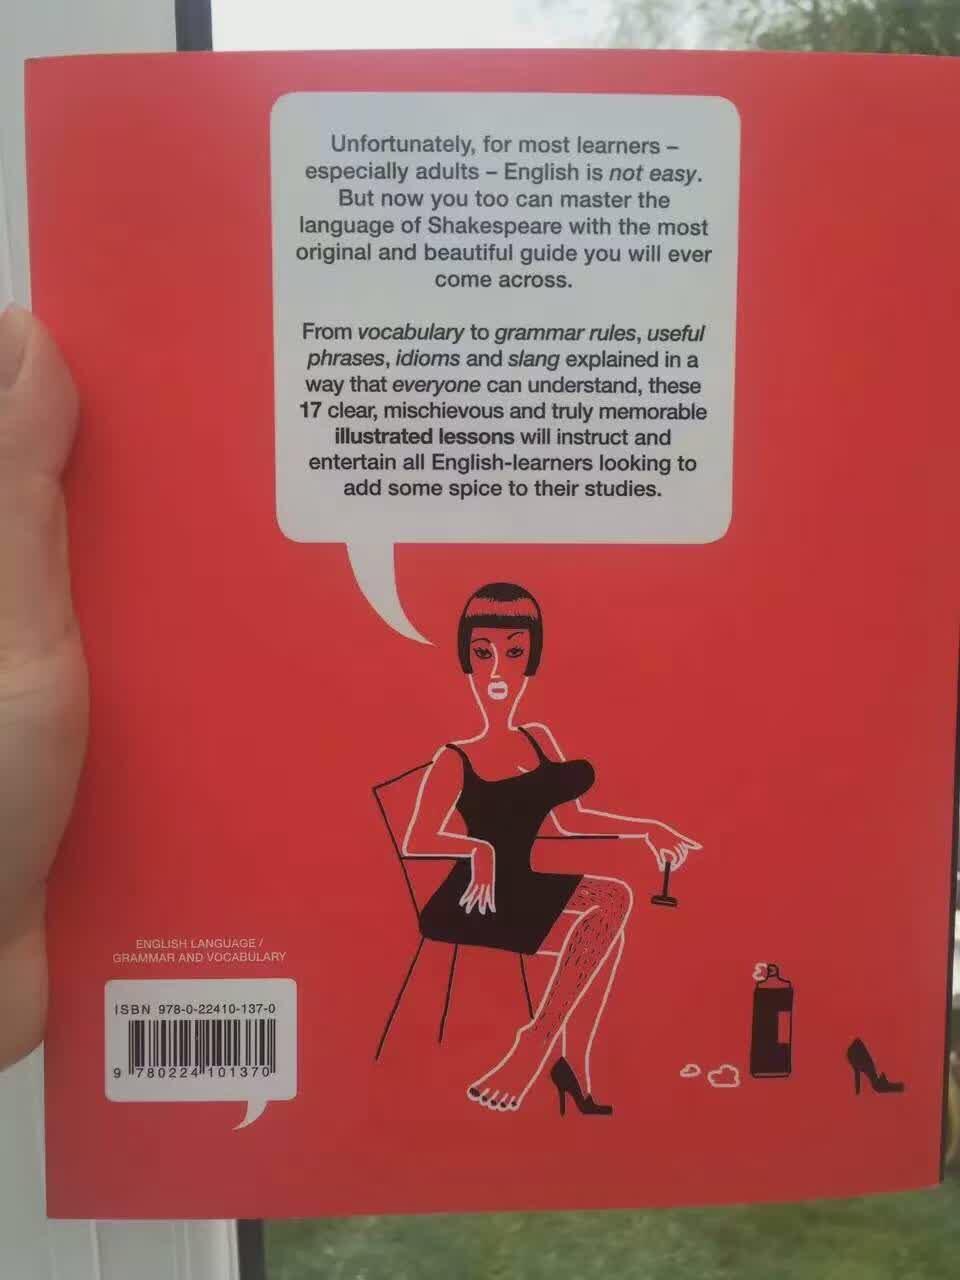 Unfortunately, for most learners –
especially adults – English is not easy.
But now you too can master the
language of Shakespeare with the most
original and beautiful guide you will ever
come across.
From vocabulary to grammar rules, useful
phrases, idioms and slang explained in a
way that everyone can understand, these
17 clear, mischievous and truly memorable
illustrated lessons will instruct and
entertain all English-learners looking to
add some spice to their studies.
ENGLISH LANGUAGE /
GRAMMAR AND VOCABULARY
ISBN 978-0-22410-137-0
9 780224 101370